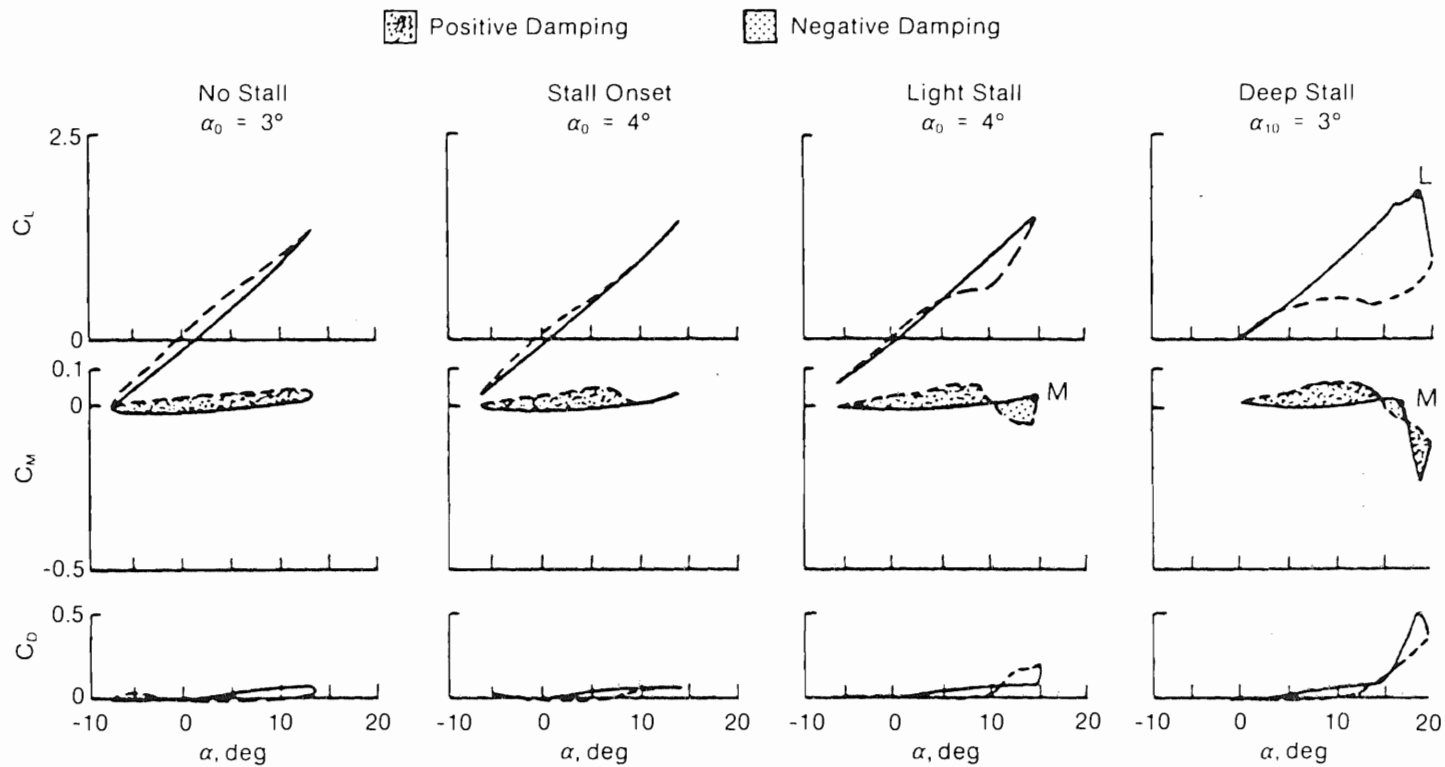 Positive Damping
Negative Damping
No Stall
α₀ = 3°
Stall Onset
α₀ = 4°
Light Stall
α₀ = 4°
Deep Stall
α₁₀ = 3°
2.5
C_L
0
L
0.1
0
M
M
C_M
-0.5
0.5
C_D
0
-10 0 10 20
-10 0 10 20
-10 0 10 20
-10 0 10 20
α, deg
α, deg
α, deg
α, deg